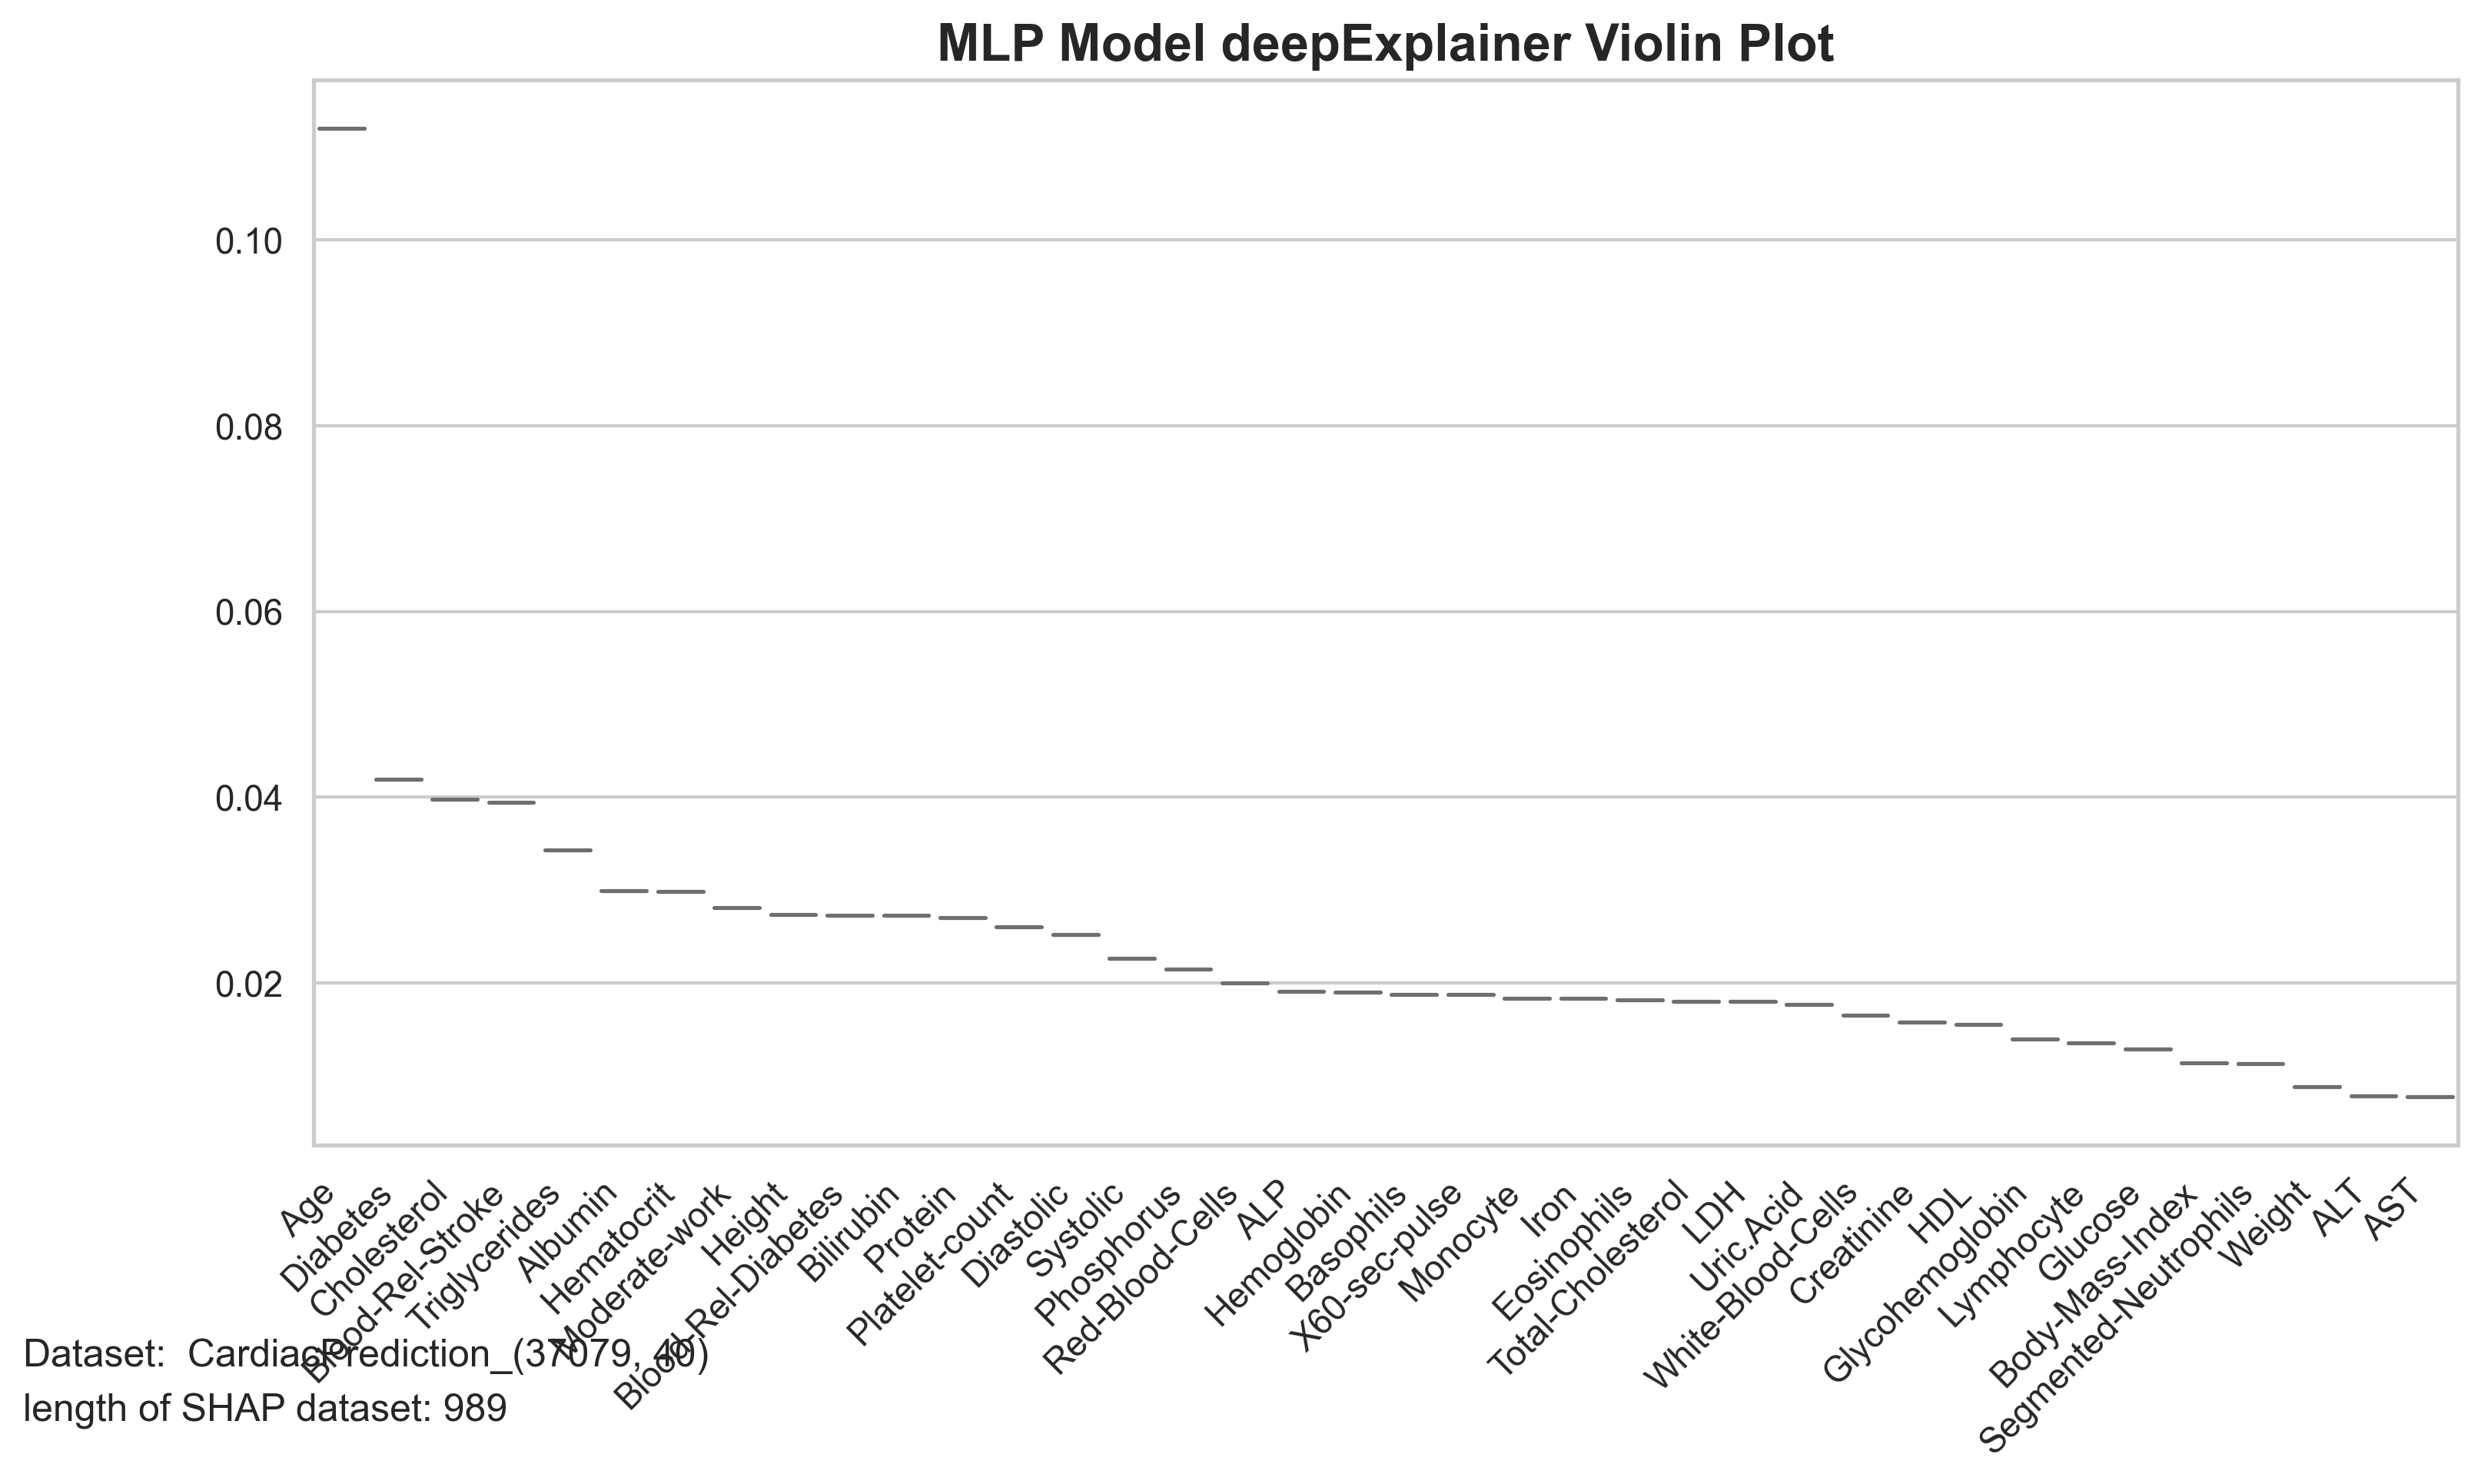 MLP Model deepExplainer Violin Plot
0.10
0.08
0.06
0.04
0.02
Age
Diabetes
Cholesterol
Blood-Rel-Stroke
Triglycerides
Albumin
Hematocrit
Moderate-work
Height
Blood-Rel-Diabetes
Bilirubin
Protein
Platelet-count
Diastolic
Systolic
Phosphorus
Red-Blood-Cells
ALP
Hemoglobin
Basophils
X60-sec-pulse
Monocyte
Iron
Eosinophils
Total-Cholesterol
LDH
Uric.Acid
White-Blood-Cells
Creatinine
HDL
Glycohemoglobin
Lymphocyte
Glucose
Body-Mass-Index
Segmented-Neutrophils
Weight
ALT
AST
Dataset:  CardiacPrediction_(37079, 40)
length of SHAP dataset: 989